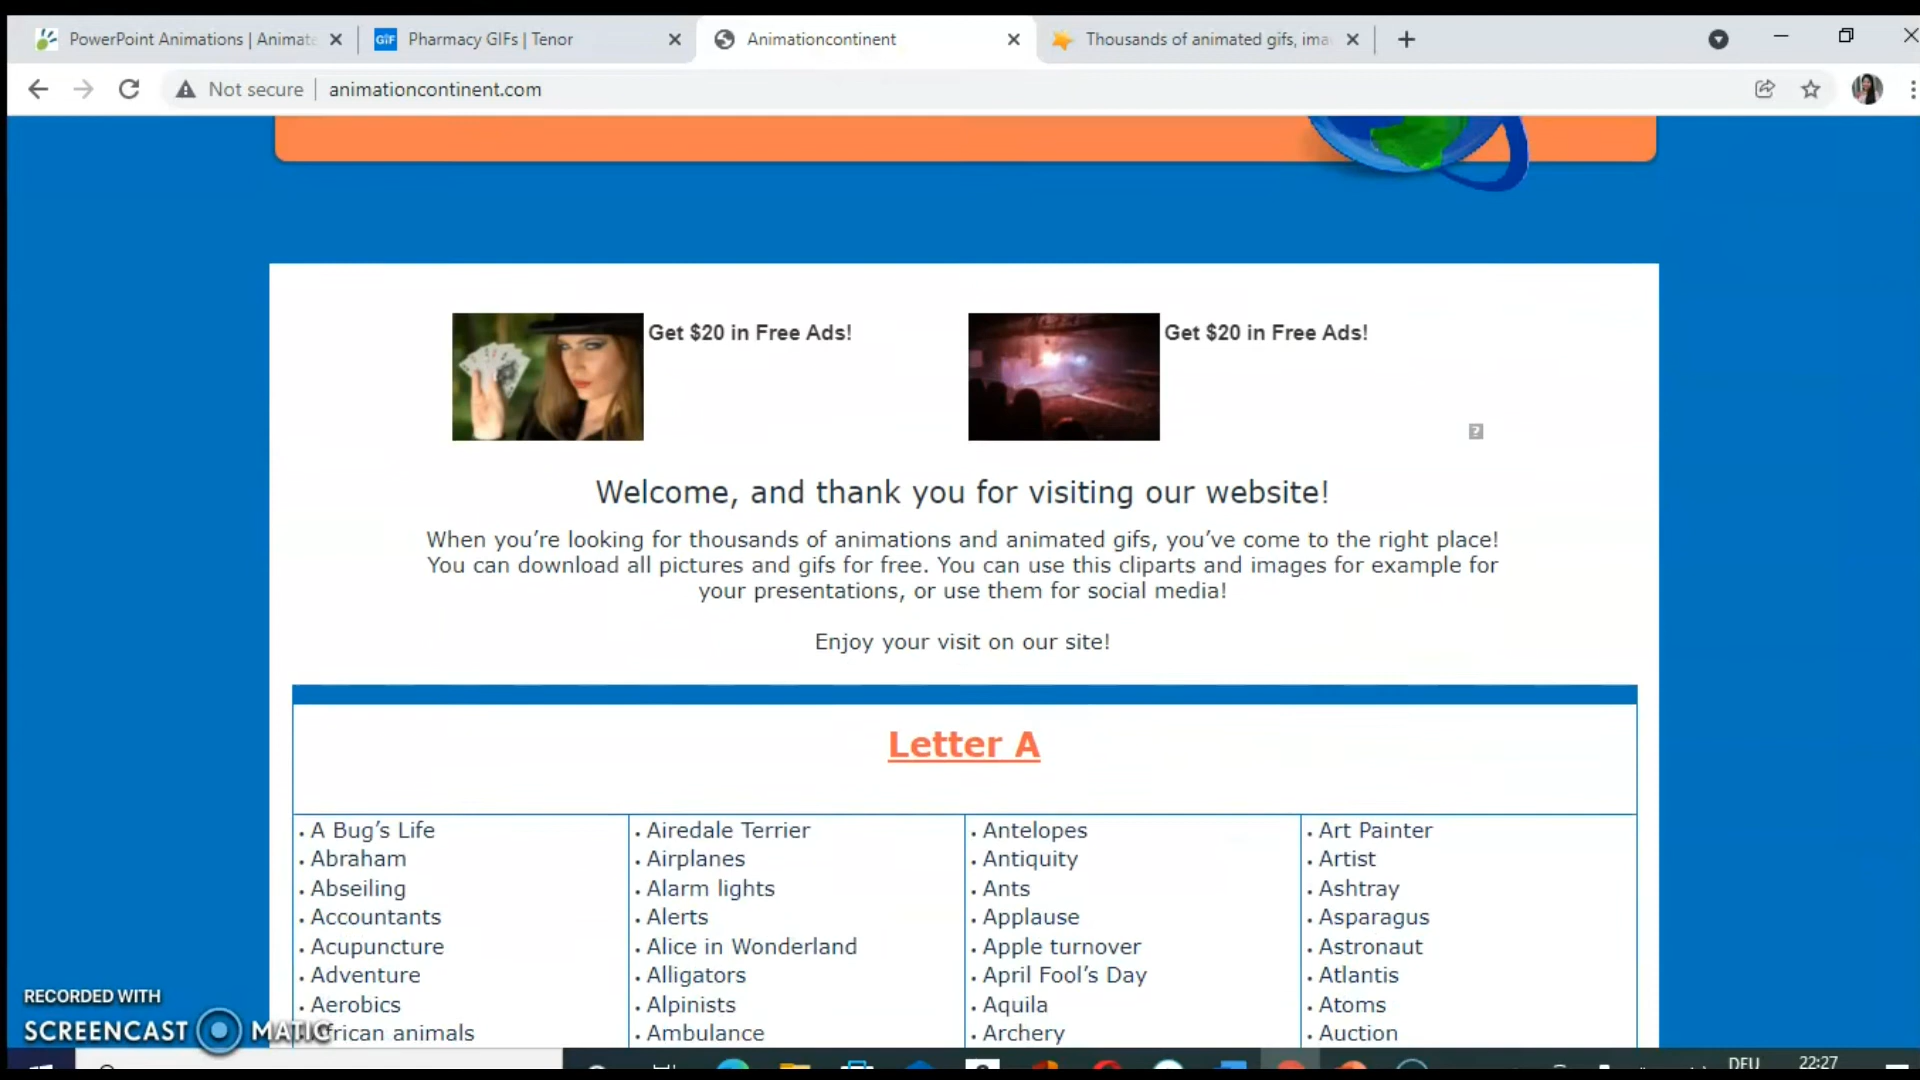 PowerPoint Animations | Animate
Pharmacy GIFs | Tenor
Animationcontinent
Thousands of animated gifs, ima
GIF
Not secure
animationcontinent.com
Get $20 in Free Ads!
Get $20 in Free Ads!
?
Welcome, and thank you for visiting our website!
When you’re looking for thousands of animations and animated gifs, you’ve come to the right place!
You can download all pictures and gifs for free. You can use this cliparts and images for example for
your presentations, or use them for social media!
Enjoy your visit on our site!
Letter A
• A Bug’s Life
• Abraham
• Abseiling
• Accountants
• Acupuncture
• Adventure
• Aerobics
• African animals
• Airedale Terrier
• Airplanes
• Alarm lights
• Alerts
• Alice in Wonderland
• Alligators
• Alpinists
• Ambulance
• Antelopes
• Antiquity
• Ants
• Applause
• Apple turnover
• April Fool’s Day
• Aquila
• Archery
• Art Painter
• Artist
• Ashtray
• Asparagus
• Astronaut
• Atlantis
• Atoms
• Auction
RECORDED WITH
SCREENCAST MATIC
DEU
22:27